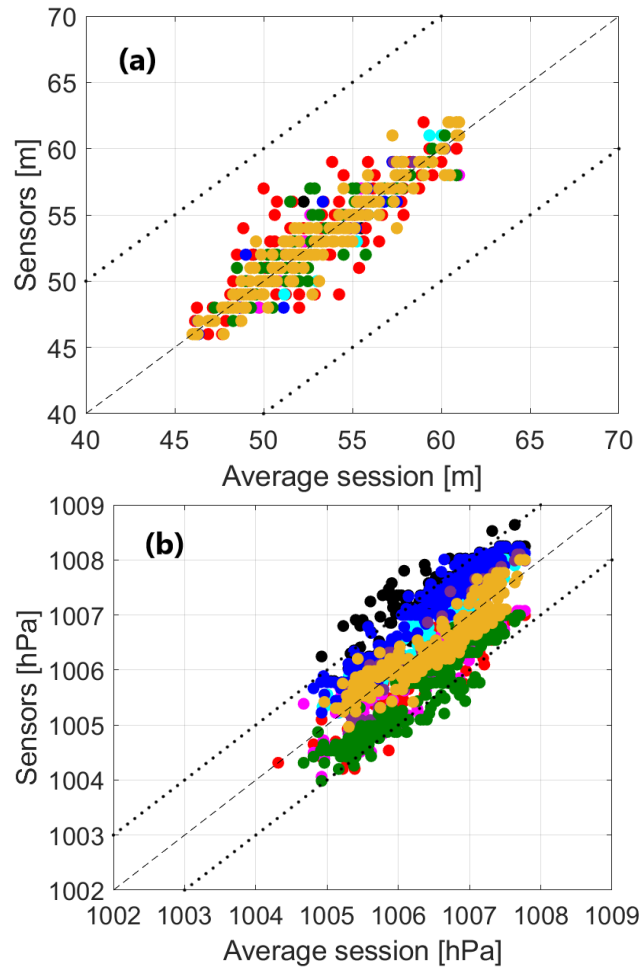 (a)
70
65
60
55
50
45
40
Sensors [m]
40 45 50 55 60 65 70
Average session [m]
(b)
1009
1008
1007
1006
1005
1004
1003
1002
Sensors [hPa]
1002 1003 1004 1005 1006 1007 1008 1009
Average session [hPa]